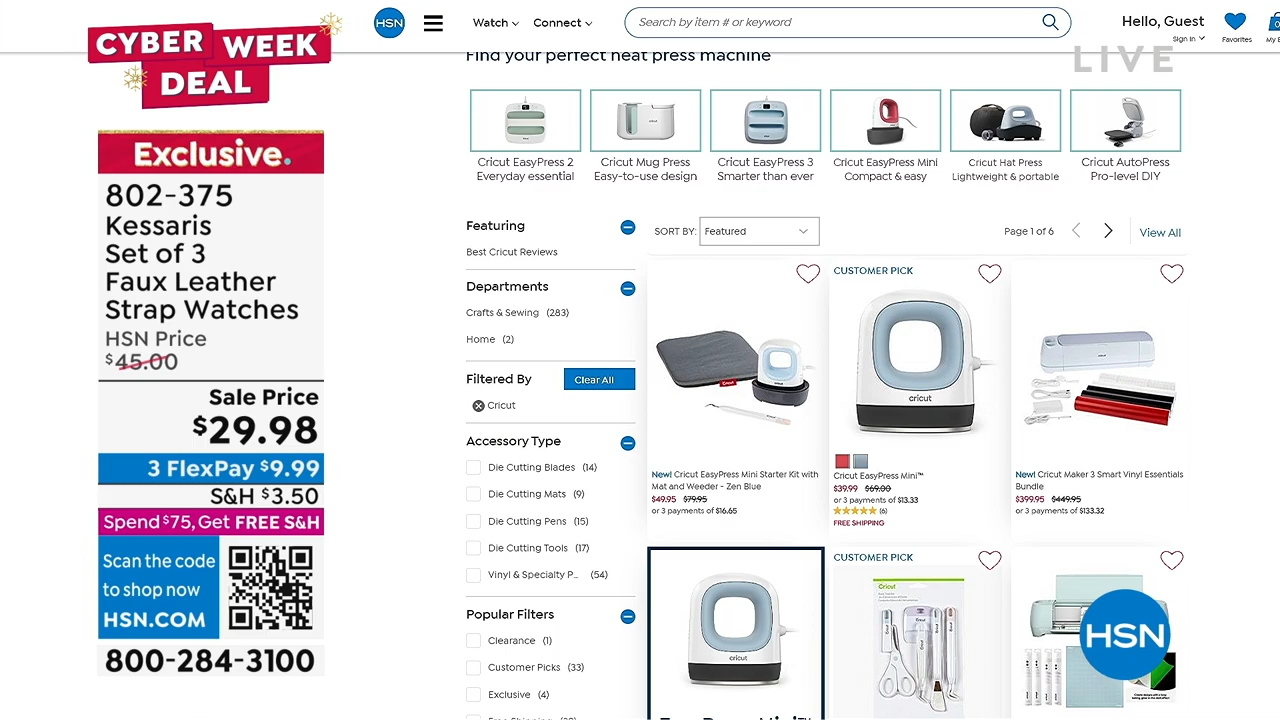 CYBER
WEEK
DEAL
Exclusive.
802-375
Kessaris
Set of 3
Faux Leather
Strap Watches
HSN Price
$45.00
Sale Price
$29.98
3 FlexPay $9.99
S&H $3.50
Spend $75, Get FREE S&H
Scan the code
to shop now
HSN.COM
800-284-3100
HSN
Watch
Connect
Search by item # or keyword
Hello, Guest
Sign In
Favorites
0
LIVE
Find your perfect heat press machine
Cricut EasyPress 2
Everyday essential
Cricut Mug Press
Easy-to-use design
Cricut EasyPress 3
Smarter than ever
Cricut EasyPress Mini
Compact & easy
Cricut Hat Press
Lightweight & portable
Cricut AutoPress
Pro-level DIY
Featuring
Best Cricut Reviews
Departments
Crafts & Sewing (283)
Home (2)
Filtered By
Clear All
Cricut
Accessory Type
Die Cutting Blades (14)
Die Cutting Mats (9)
Die Cutting Pens (15)
Die Cutting Tools (17)
Vinyl & Specialty P... (54)
Popular Filters
Clearance (1)
Customer Picks (33)
Exclusive (4)
SORT BY: Featured
Page 1 of 6
View All
New! Cricut EasyPress Mini Starter Kit with
Mat and Weeder - Zen Blue
$49.95 $79.95
or 3 payments of $16.65
CUSTOMER PICK
cricut
Cricut EasyPress Mini™
$39.99 $69.00
or 3 payments of $13.33
(6)
FREE SHIPPING
New! Cricut Maker 3 Smart Vinyl Essentials
Bundle
$399.95 $449.95
or 3 payments of $133.32
cricut
CUSTOMER PICK
Cricut
HSN